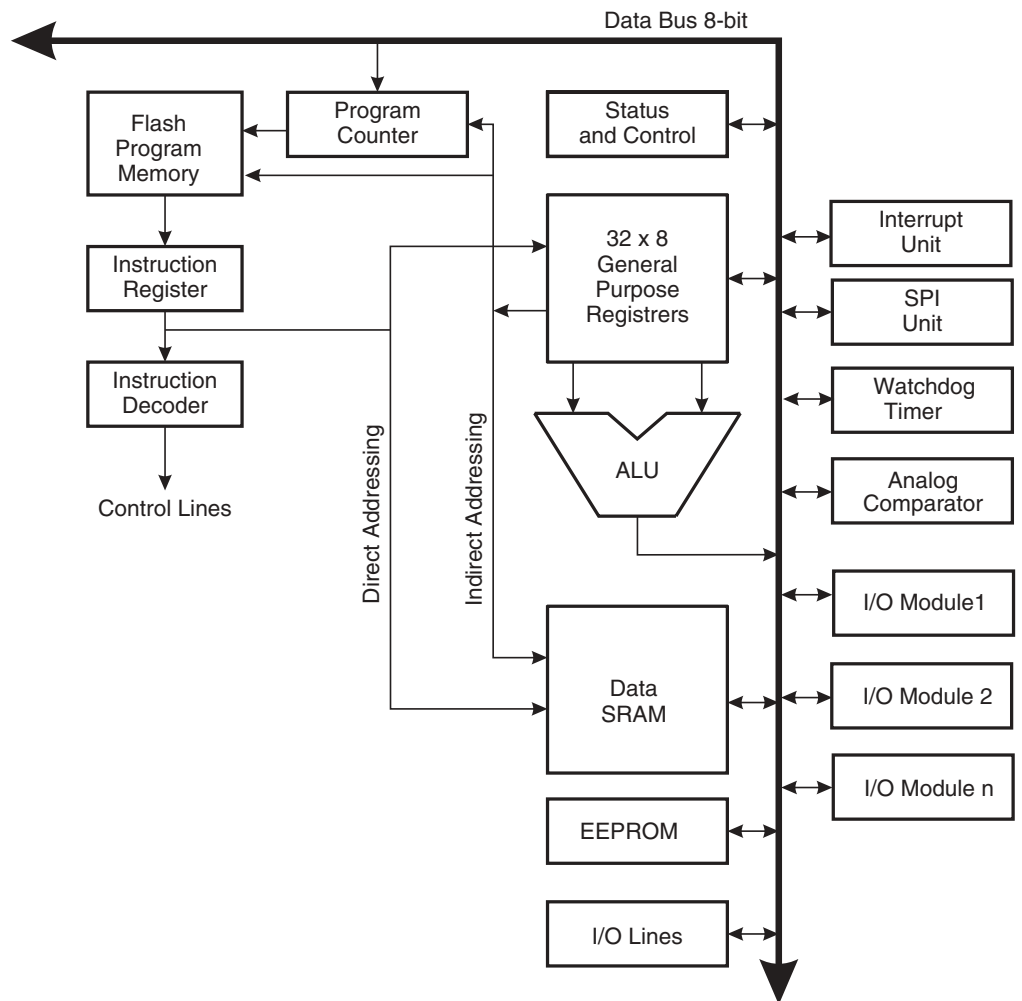 Data Bus 8-bit
Flash
Program
Memory
Program
Counter
Status
and Control
Instruction
Register
32 x 8
General
Purpose
Registrers
Interrupt
Unit
SPI
Unit
Instruction
Decoder
Watchdog
Timer
Control Lines
Direct Addressing
Indirect Addressing
ALU
Analog
Comparator
I/O Module1
Data
SRAM
I/O Module 2
I/O Module n
EEPROM
I/O Lines